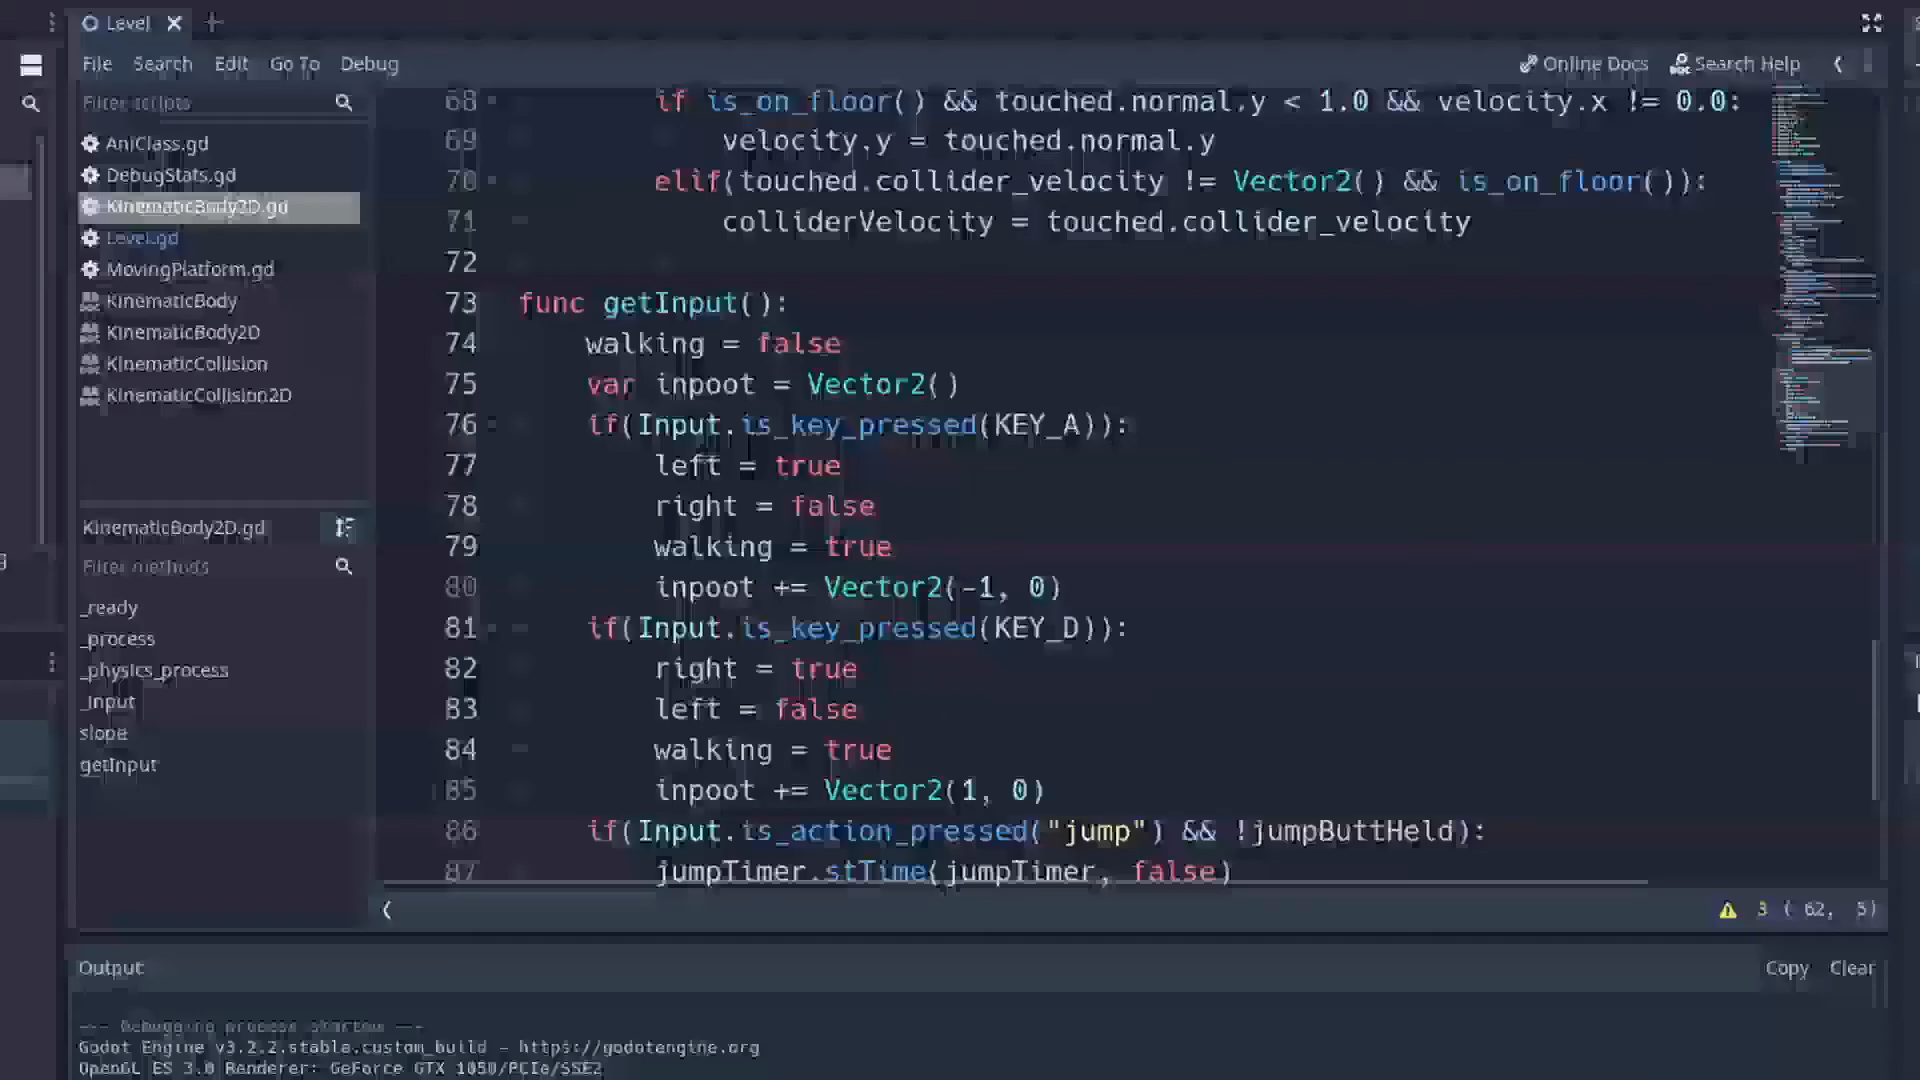 Level
File Search Edit Go To Debug
Online Docs Search Help
Filter scripts
AniClass.gd
DebugStats.gd
KinematicBody2D.gd
Level.gd
MovingPlatform.gd
KinematicBody
KinematicBody2D
KinematicCollision
KinematicCollision2D
KinematicBody2D.gd
Filter methods
_ready
_process
_physics_process
_input
slope
getInput
68 if is_on_floor() && touched.normal.y < 1.0 && velocity.x != 0.0:
69 velocity.y = touched.normal.y
70 elif(touched.collider_velocity != Vector2() && is_on_floor()):
71 colliderVelocity = touched.collider_velocity
72
73 func getInput():
74 walking = false
75 var inpoot = Vector2()
76 if(Input.is_key_pressed(KEY_A)):
77 left = true
78 right = false
79 walking = true
80 inpoot += Vector2(-1, 0)
81 if(Input.is_key_pressed(KEY_D)):
82 right = true
83 left = false
84 walking = true
85 inpoot += Vector2(1, 0)
86 if(Input.is_action_pressed("jump") && !jumpButtHeld):
87 jumpTimer.stTime(jumpTimer, false)
3 ( 62, 5)
Output
Copy Clear
--- Debugging process started ---
Godot Engine v3.2.2.stable.custom_build - https://godotengine.org
OpenGL ES 3.0 Renderer: GeForce GTX 1050/PCIe/SSE2